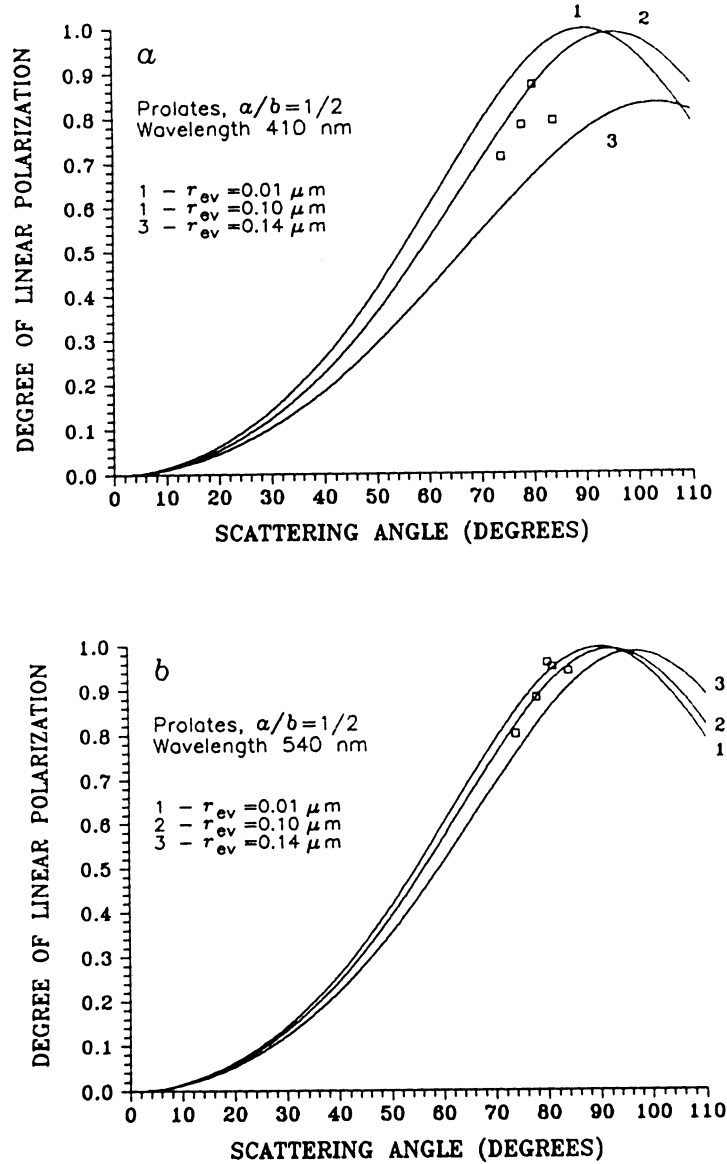 1.0
0.9
0.8
0.7
0.6
0.5
0.4
0.3
0.2
0.1
0.0
DEGREE OF LINEAR POLARIZATION
a
Prolates, a/b=1/2
Wavelength 410 nm
1 – r_ev=0.01 μm
1 – r_ev=0.10 μm
3 – r_ev=0.14 μm
1
2
3
0 10 20 30 40 50 60 70 80 90 100 110
SCATTERING ANGLE (DEGREES)
1.0
0.9
0.8
0.7
0.6
0.5
0.4
0.3
0.2
0.1
0.0
DEGREE OF LINEAR POLARIZATION
b
Prolates, a/b=1/2
Wavelength 540 nm
1 – r_ev=0.01 μm
2 – r_ev=0.10 μm
3 – r_ev=0.14 μm
3
2
1
0 10 20 30 40 50 60 70 80 90 100 110
SCATTERING ANGLE (DEGREES)